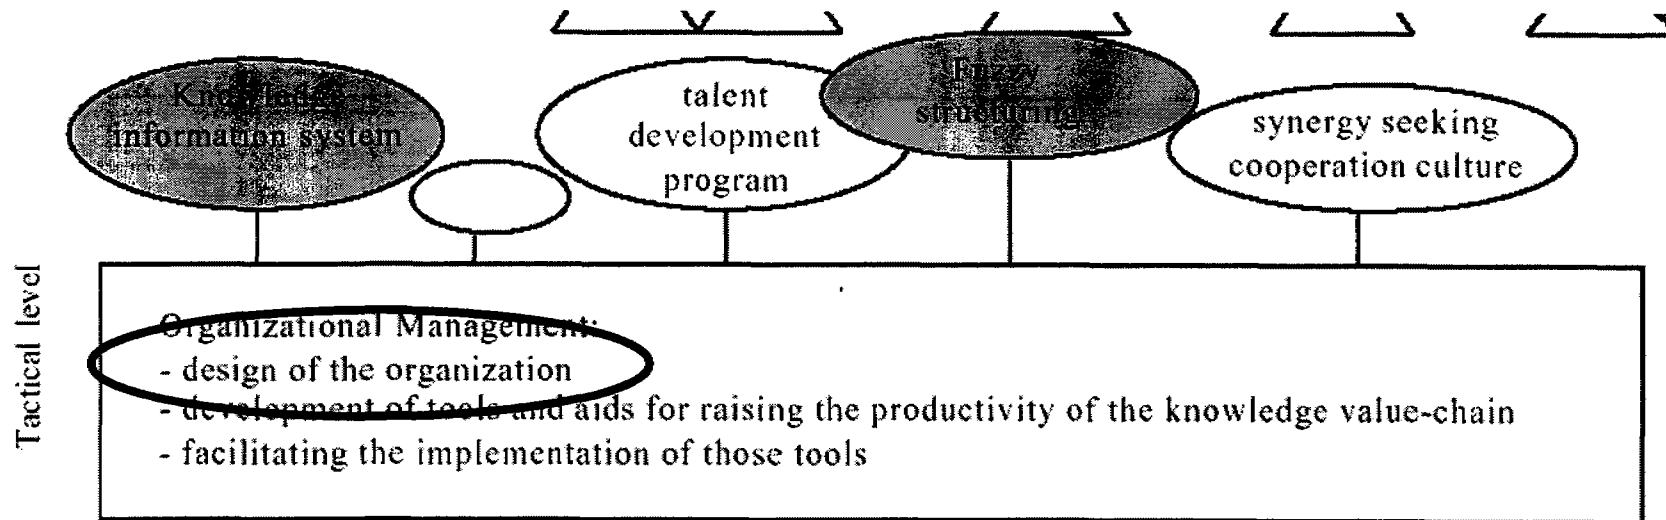 Knowledge
information system
talent
development
program
Fuzzy
structuring
synergy seeking
cooperation culture
Tactical level
Organizational Management:
- design of the organization
- development of tools and aids for raising the productivity of the knowledge value-chain
- facilitating the implementation of those tools